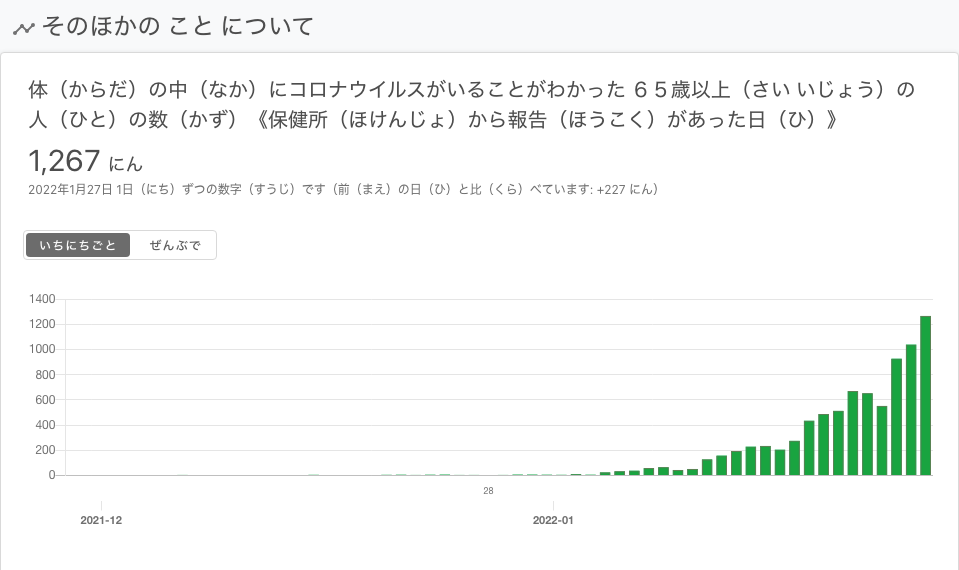 そのほかの こと について
体（からだ）の中（なか）にコロナウイルスがいることがわかった ６５歳以上（さい いじょう）の
人（ひと）の数（かず）《保健所（ほけんじょ）から報告（ほうこく）があった日（ひ）》
1,267 にん
2022年1月27日 1日（にち）ずつの数字（すうじ）です（前（まえ）の日（ひ）と比（くら）べています: +227 にん）
いちにちごと ぜんぶで
1400
1200
1000
800
600
400
200
0
28
2021-12 2022-01